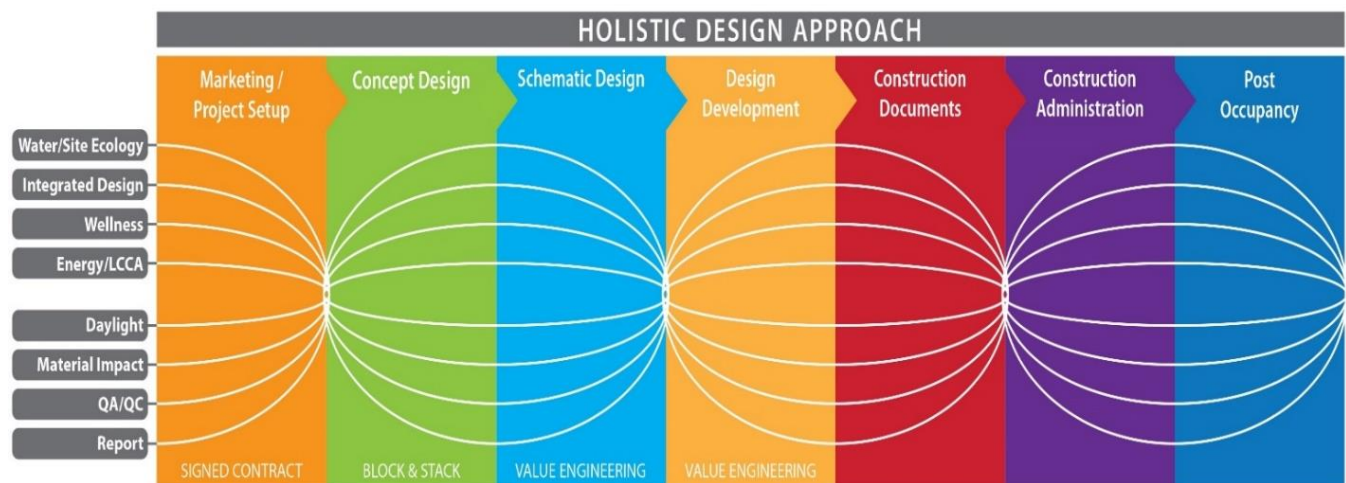 HOLISTIC DESIGN APPROACH
Marketing /
Project Setup
Concept Design
Schematic Design
Design
Development
Construction
Documents
Construction
Administration
Post
Occupancy
Water/Site Ecology
Integrated Design
Wellness
Energy/LCCA
Daylight
Material Impact
QA/QC
Report
SIGNED CONTRACT
BLOCK & STACK
VALUE ENGINEERING
VALUE ENGINEERING